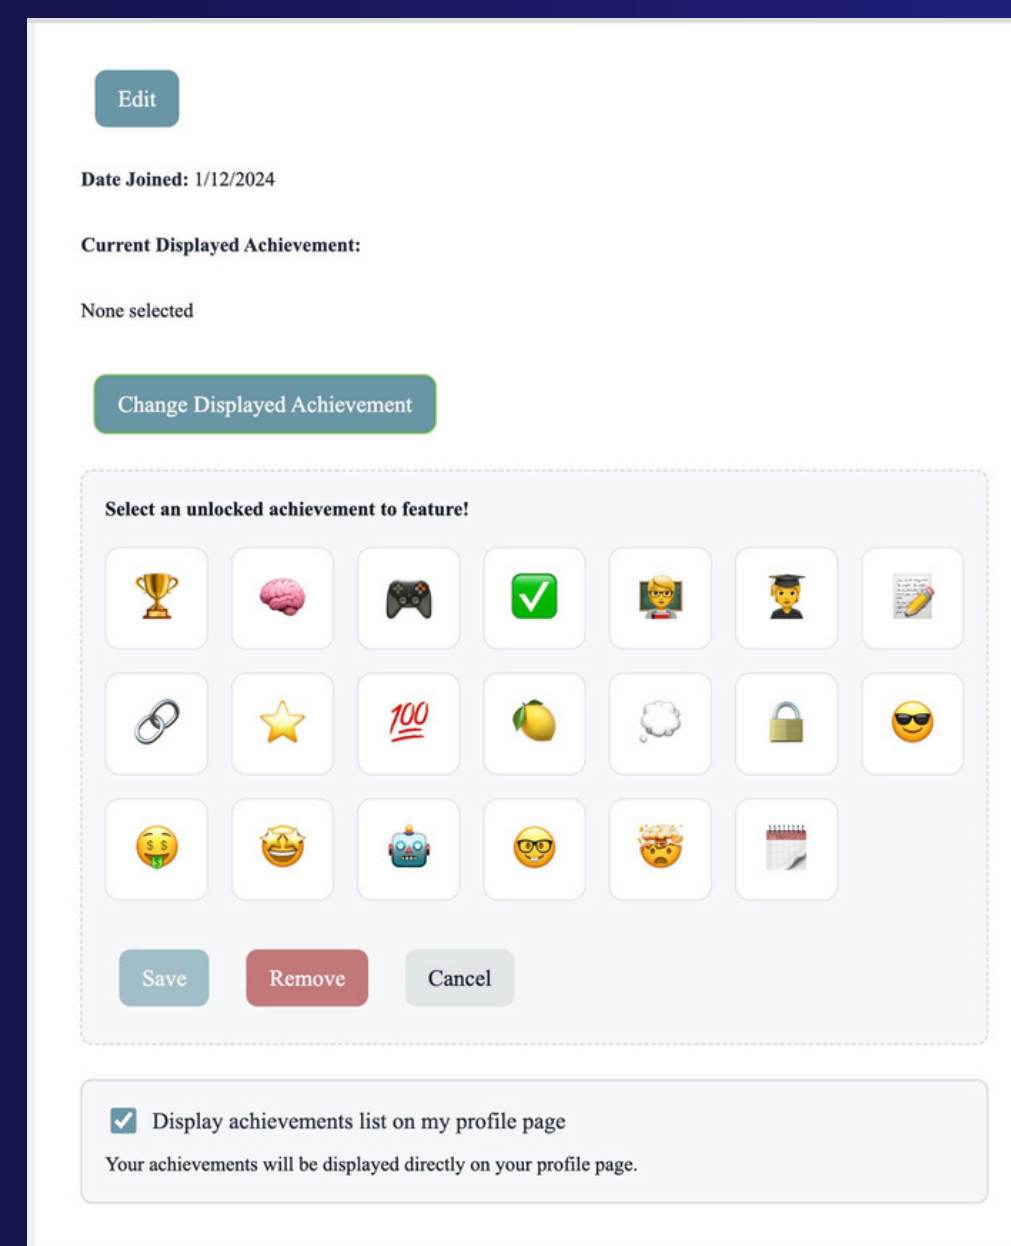 Edit
Date Joined: 1/12/2024
Current Displayed Achievement:
None selected
Change Displayed Achievement
Select an unlocked achievement to feature!
100
Save
Remove
Cancel
Display achievements list on my profile page
Your achievements will be displayed directly on your profile page.